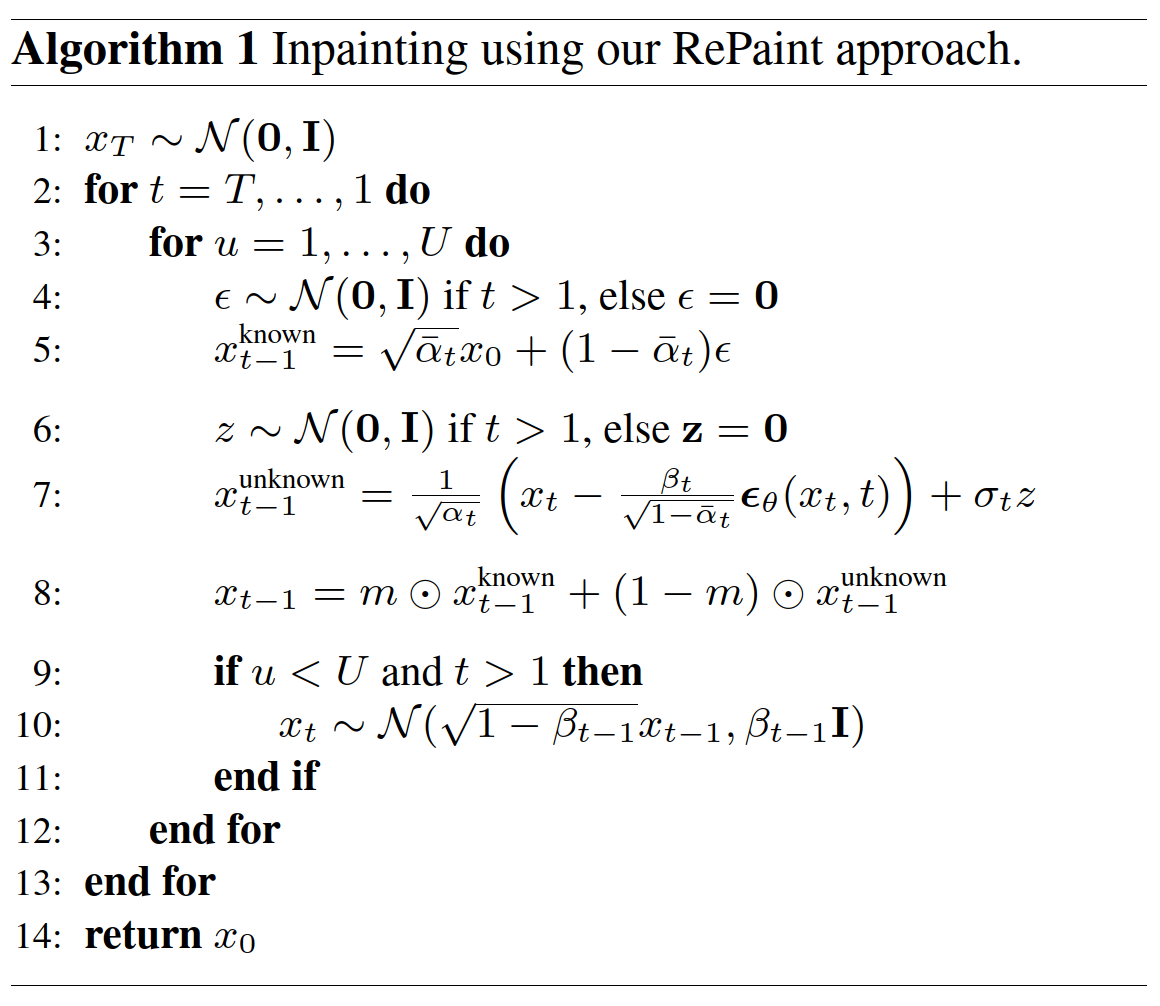 Algorithm 1 Inpainting using our RePaint approach.
1: $x_T \sim \mathcal{N}(\mathbf{0}, \mathbf{I})$
2: for $t = T, \ldots, 1$ do
3: for $u = 1, \ldots, U$ do
4: $\epsilon \sim \mathcal{N}(\mathbf{0}, \mathbf{I})$ if $t > 1$, else $\epsilon = \mathbf{0}$
5: $x_{t-1}^{\text{known}} = \sqrt{\bar{\alpha}_t} x_0 + (1 - \bar{\alpha}_t)\epsilon$
6: $z \sim \mathcal{N}(\mathbf{0}, \mathbf{I})$ if $t > 1$, else $\mathbf{z} = \mathbf{0}$
7: $x_{t-1}^{\text{unknown}} = \frac{1}{\sqrt{\alpha_t}} \left( x_t - \frac{\beta_t}{\sqrt{1-\bar{\alpha}_t}} \boldsymbol{\epsilon}_\theta(x_t, t) \right) + \sigma_t z$
8: $x_{t-1} = m \odot x_{t-1}^{\text{known}} + (1 - m) \odot x_{t-1}^{\text{unknown}}$
9: if $u < U$ and $t > 1$ then
10: $x_t \sim \mathcal{N}(\sqrt{1 - \beta_{t-1}} x_{t-1}, \beta_{t-1} \mathbf{I})$
11: end if
12: end for
13: end for
14: return $x_0$